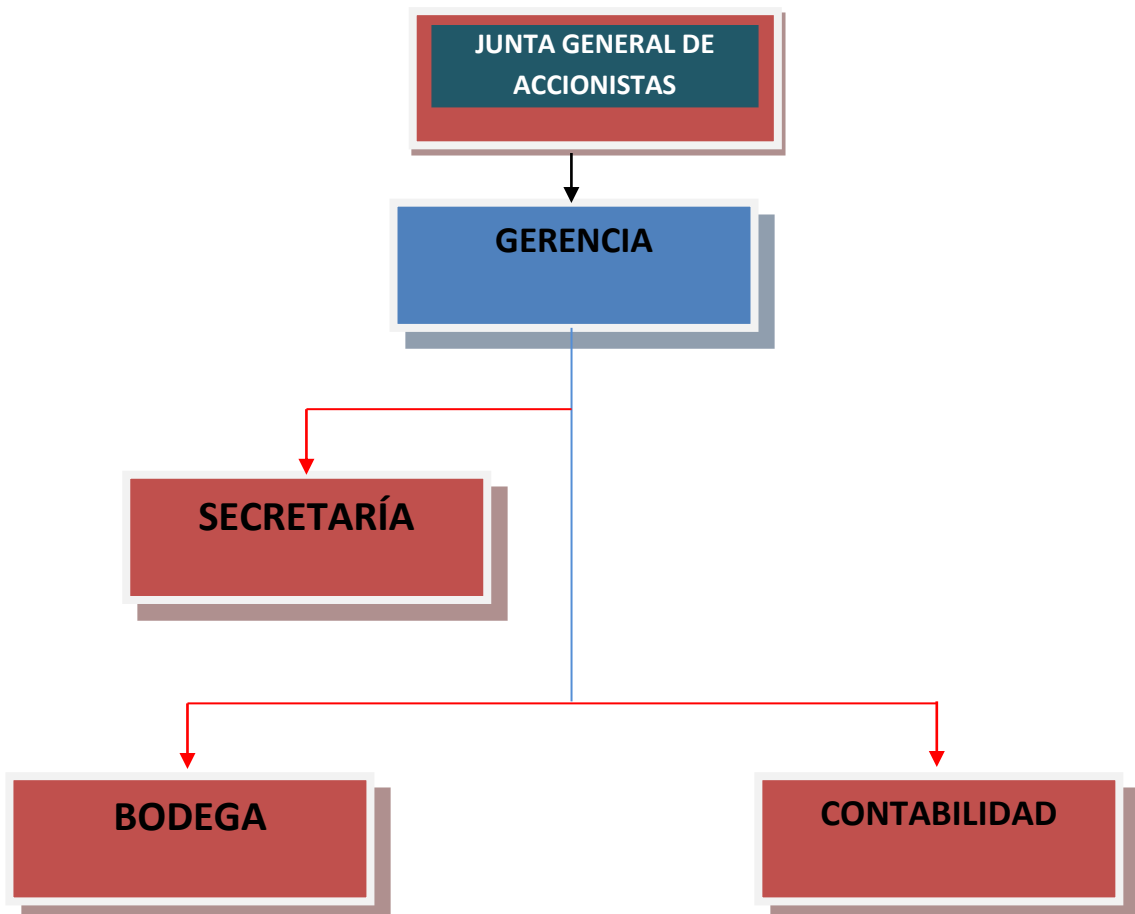 JUNTA GENERAL DE
ACCIONISTAS
GERENCIA
SECRETARÍA
BODEGA
CONTABILIDAD